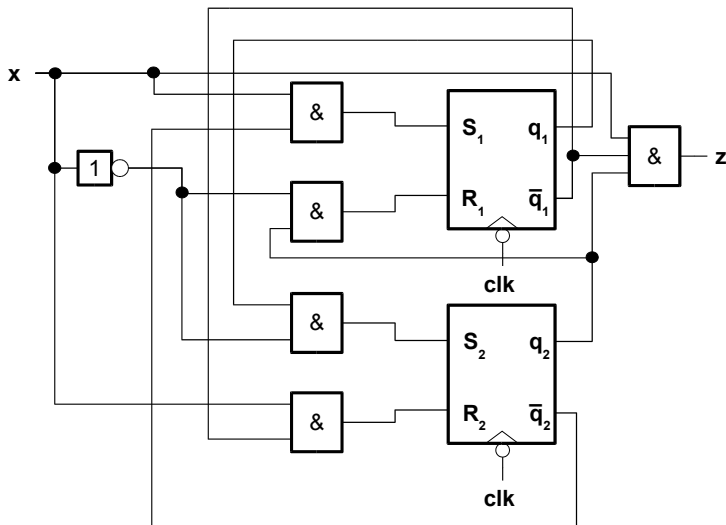 x
&
S₁ q₁
1
& z
&
R₁ q̅₁
clk
&
S₂ q₂
&
R₂ q̅₂
clk